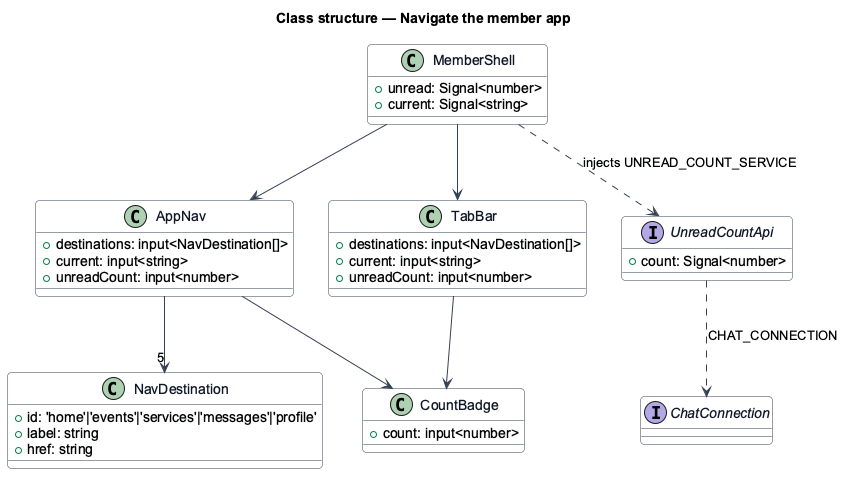 Class structure — Navigate the member app
C MemberShell
unread: Signal<number>
current: Signal<string>
injects UNREAD_COUNT_SERVICE
C AppNav
destinations: input<NavDestination[]>
current: input<string>
unreadCount: input<number>
C TabBar
destinations: input<NavDestination[]>
current: input<string>
unreadCount: input<number>
I UnreadCountApi
count: Signal<number>
CHAT_CONNECTION
5
C NavDestination
id: 'home'|'events'|'services'|'messages'|'profile'
label: string
href: string
C CountBadge
count: input<number>
I ChatConnection